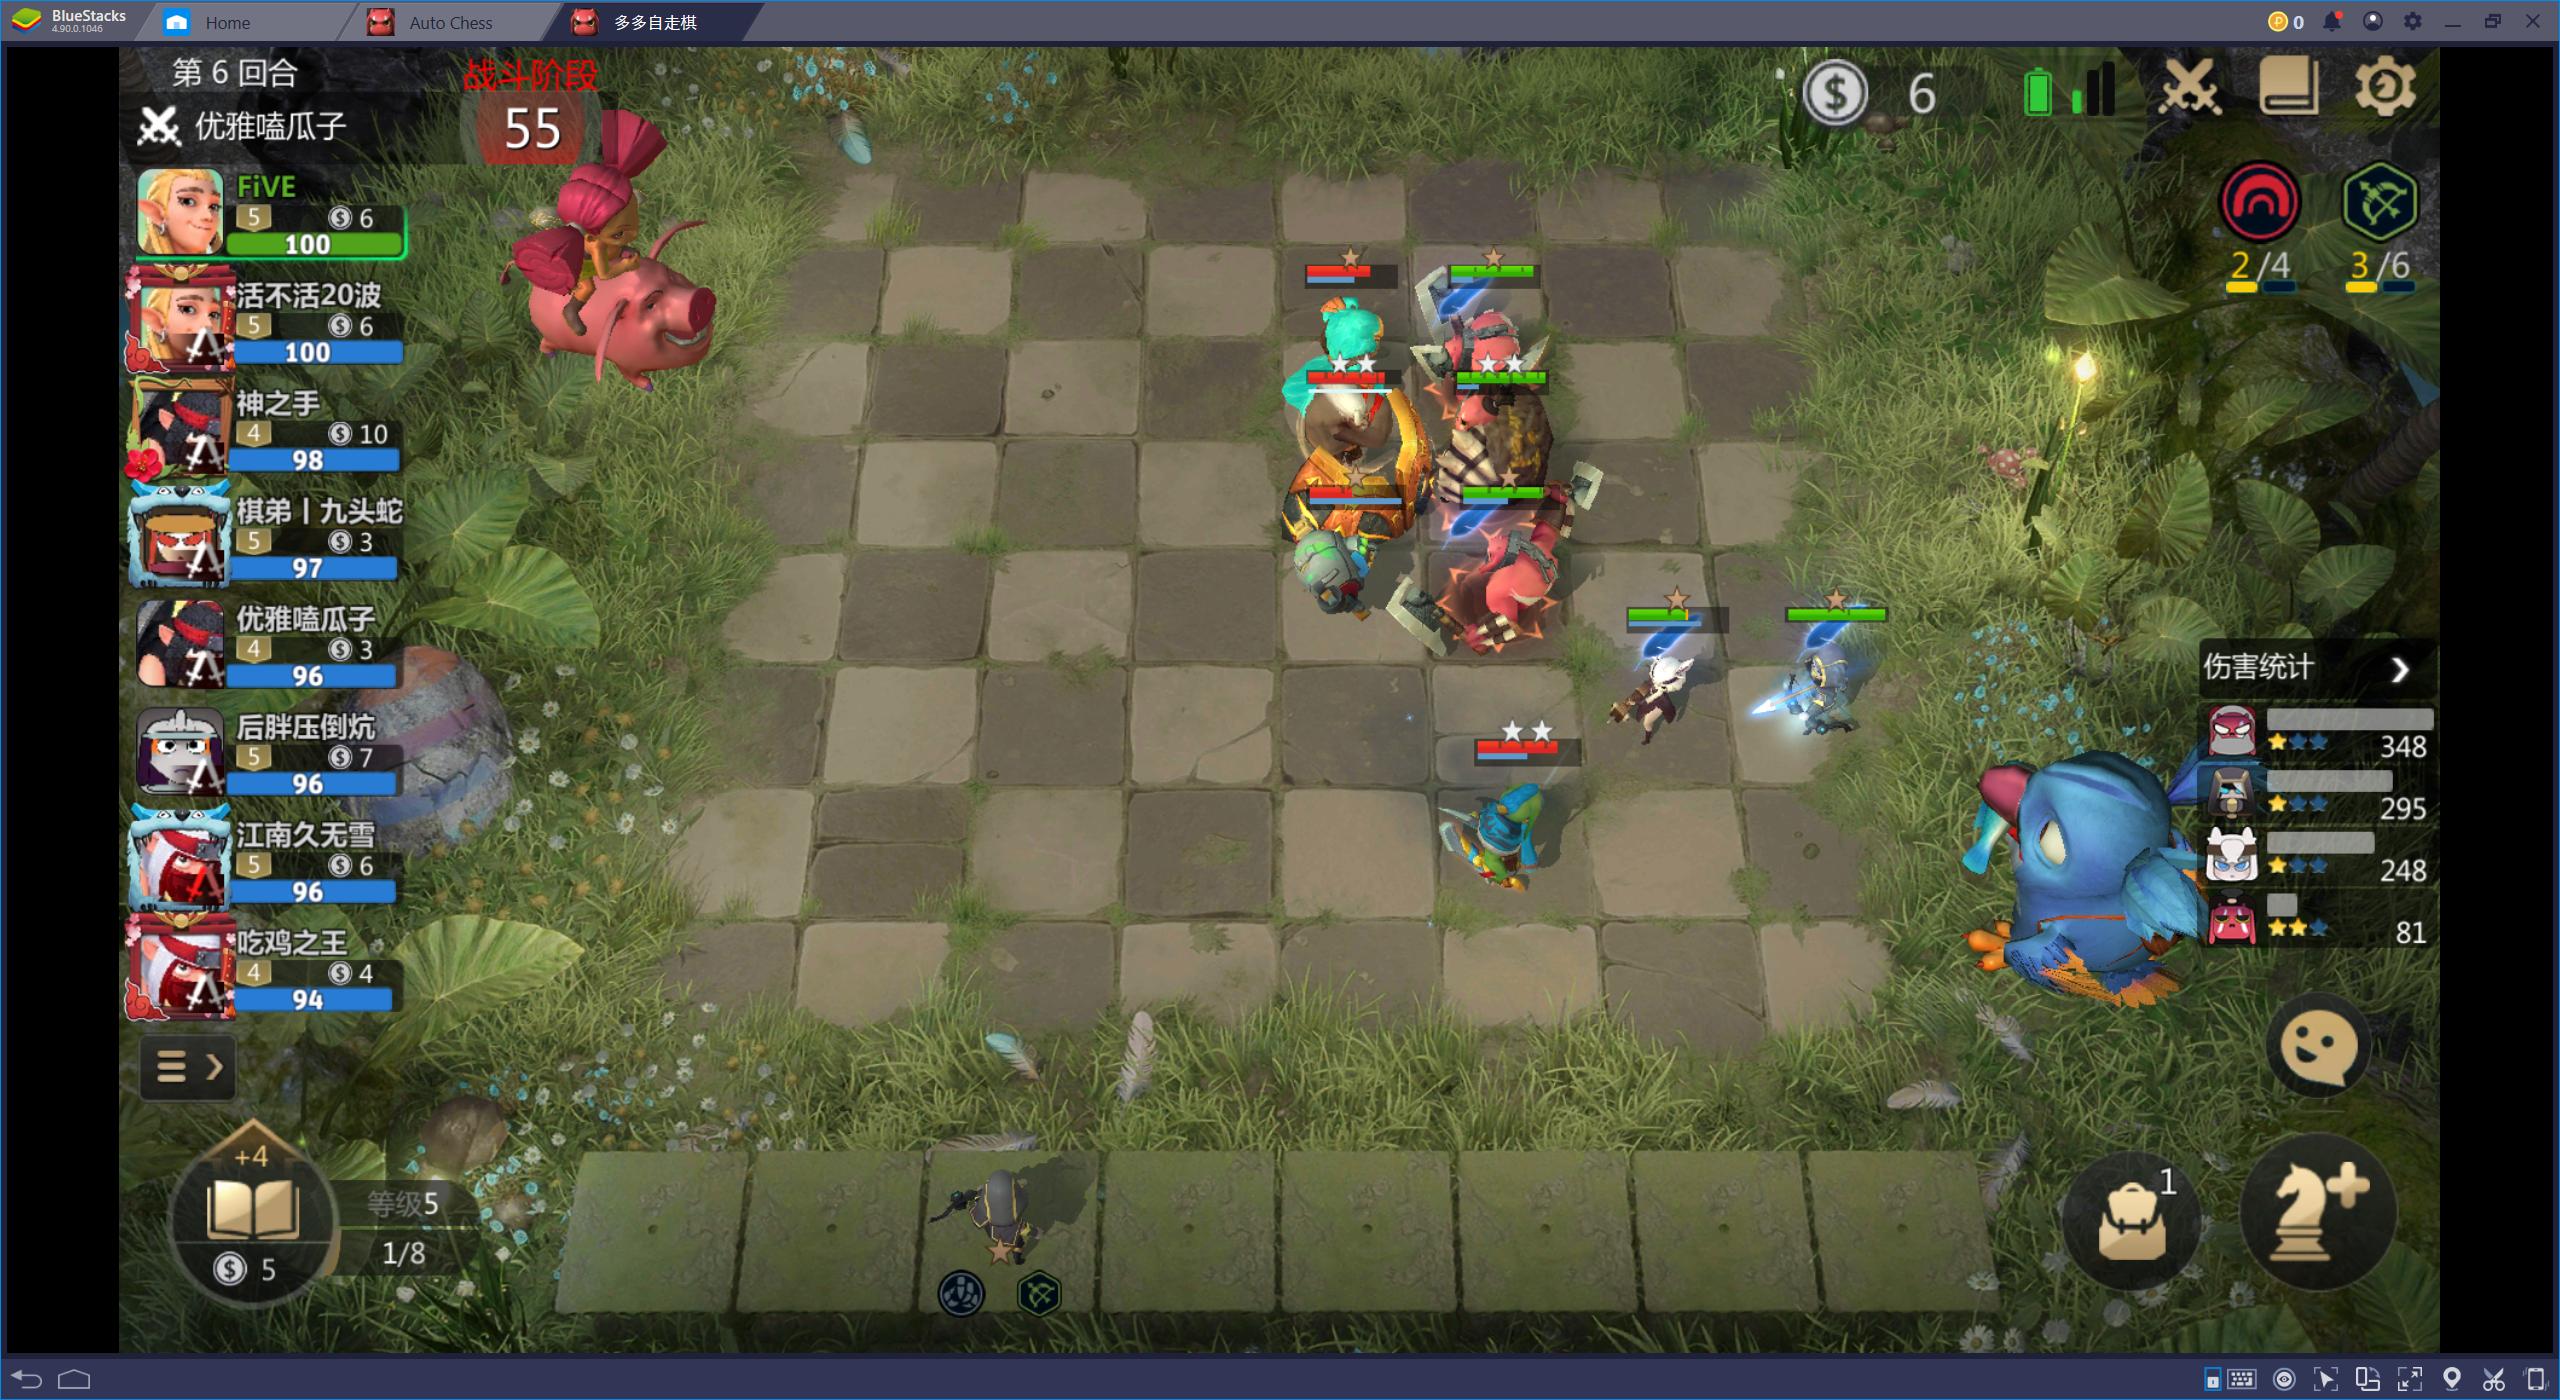 BlueStacks
4.90.0.1046
Home
Auto Chess
多多自走棋
0
第 6 回合
战斗阶段
优雅嗑瓜子
55
6
FiVE
5
6
100
活不活20波
5
6
100
神之手
4
10
98
棋弟丨九头蛇
5
3
97
优雅嗑瓜子
4
3
96
后胖压倒炕
5
7
96
江南久无雪
5
6
96
吃鸡之王
4
4
94
2/4
3/6
伤害统计
348
295
248
81
+4
5
等级5
1/8
1